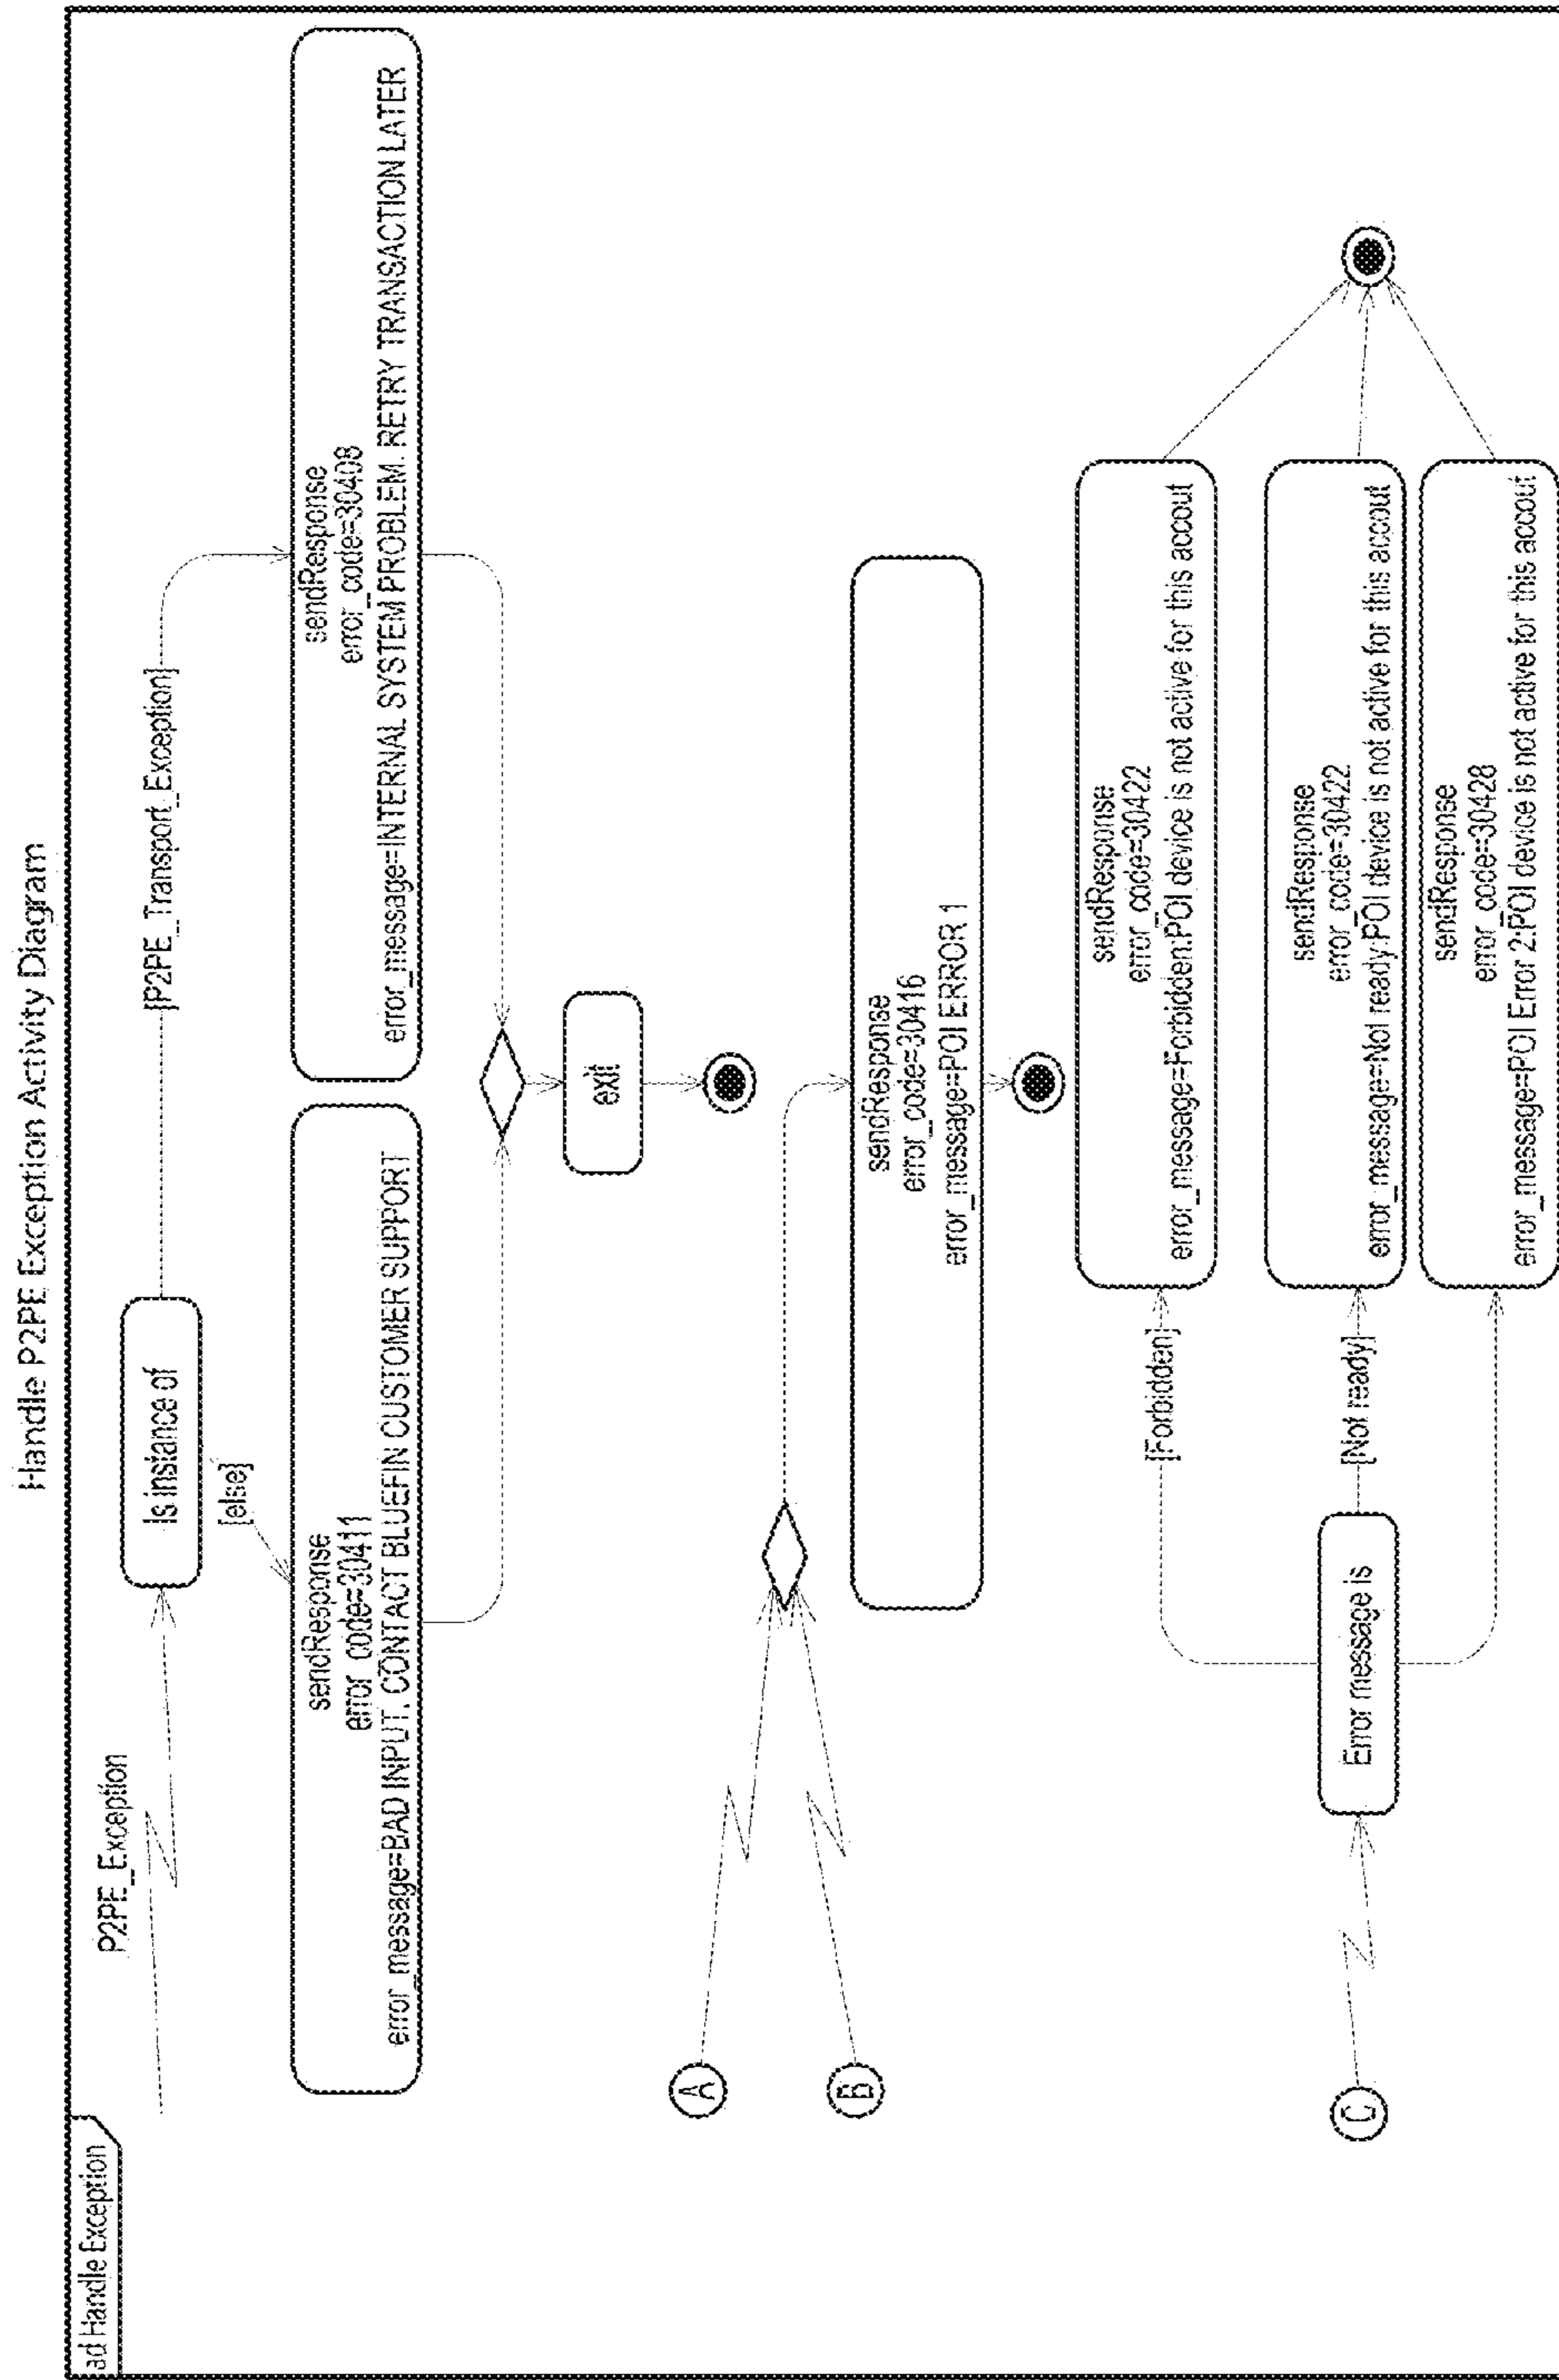 Handle P2PE Exception Activity Diagram
ad Handle Exception
P2PE_Exception
Is instance of
[P2PE_Transport_Exception]
[else]
sendResponse
error_code=30411
error_message=BAD INPUT. CONTACT BLUEFIN CUSTOMER SUPPORT
sendResponse
error_code=30408
error_message=INTERNAL SYSTEM PROBLEM. RETRY TRANSACTION LATER
exit
A
B
sendResponse
error_code=30416
error_message=POI ERROR 1
C
Error message is
[Forbidden]
sendResponse
error_code=30422
error_message=Forbidden:POI device is not active for this accout
[Not ready]
sendResponse
error_code=30422
error_message=Not ready:POI device is not active for this accout
sendResponse
error_code=30428
error_message=POI Error 2:POI device is not active for this accout